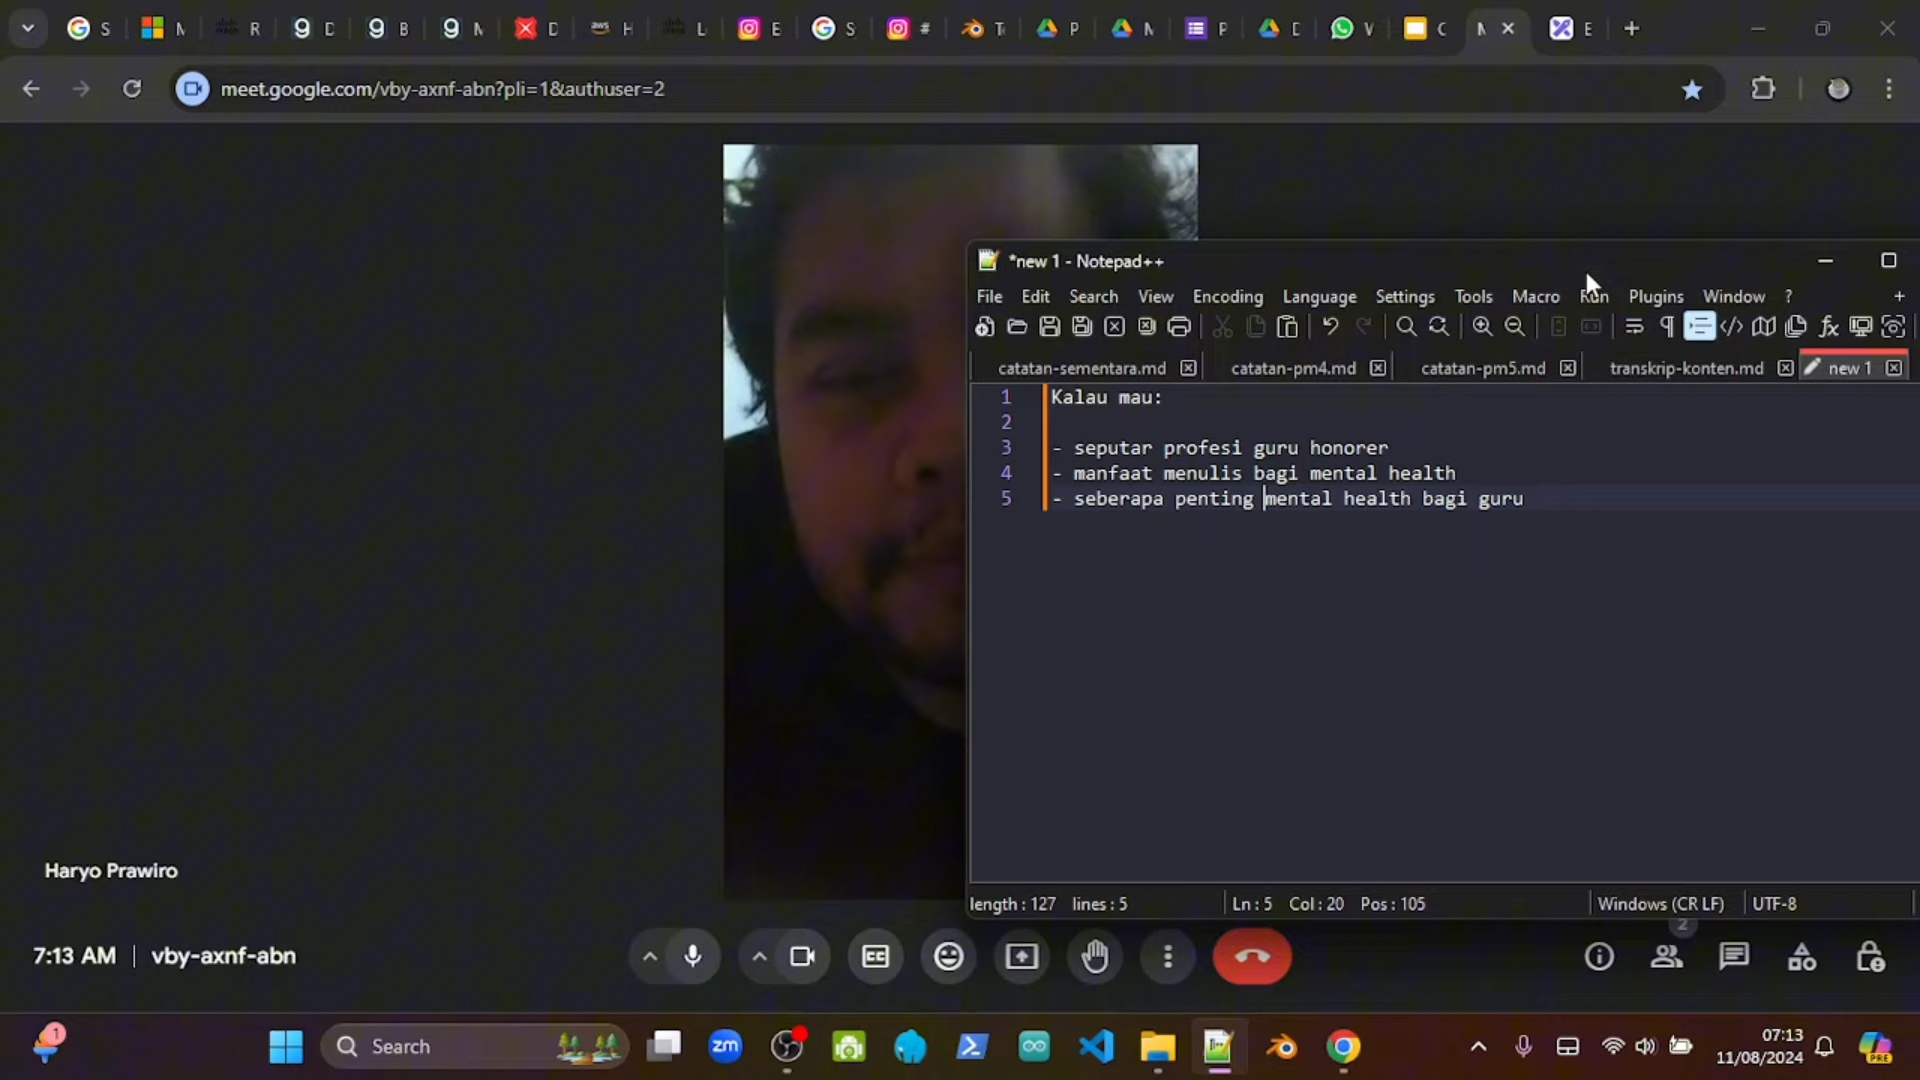 S
M
R
D
B
M
D
H
L
E
S
#
T
P
M
P
D
V
C
M
E
meet.google.com/vby-axnf-abn?pli=1&authuser=2
*new 1 - Notepad++
File Edit Search View Encoding Language Settings Tools Macro Run Plugins Window ?
catatan-sementara.md catatan-pm4.md catatan-pm5.md transkrip-konten.md new 1
1 Kalau mau:
2
3 - seputar profesi guru honorer
4 - manfaat menulis bagi mental health
5 - seberapa penting mental health bagi guru
length : 127 lines : 5 Ln : 5 Col : 20 Pos : 105 Windows (CR LF) UTF-8
Haryo Prawiro
7:13 AM | vby-axnf-abn
2
1
Search
zm
07:13
11/08/2024
PRE